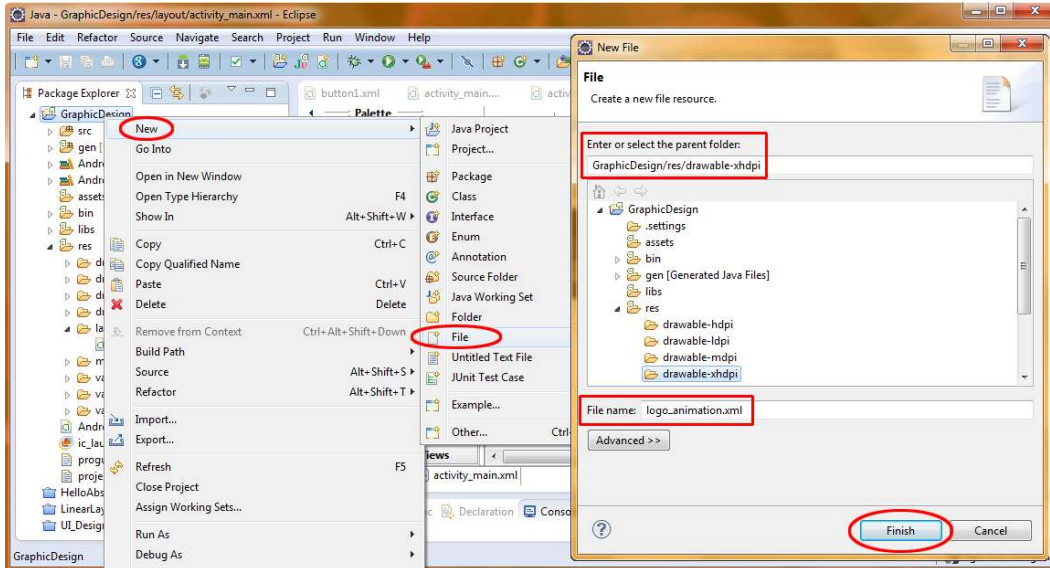 Java - GraphicDesign/res/layout/activity_main.xml - Eclipse
File Edit Refactor Source Navigate Search Project Run Window Help
Package Explorer
button1.xml
activity_main....
Palette
GraphicDesign
src
gen
assets
bin
libs
res
HelloAbs
LinearLay
UI_Design
GraphicDesign
New
Go Into
Open in New Window
Open Type Hierarchy F4
Show In Alt+Shift+W
Copy Ctrl+C
Copy Qualified Name
Paste Ctrl+V
Delete Delete
Remove from Context Ctrl+Alt+Shift+Down
Build Path
Source Alt+Shift+S
Refactor Alt+Shift+T
Import...
Export...
Refresh F5
Close Project
Assign Working Sets...
Run As
Debug As
Java Project
Project...
Package
Class
Interface
Enum
Annotation
Source Folder
Java Working Set
Folder
File
Untitled Text File
JUnit Test Case
Example...
Other... Ctrl
activity_main.xml
Declaration
New File
File
Create a new file resource.
Enter or select the parent folder:
GraphicDesign/res/drawable-xhdpi
GraphicDesign
.settings
assets
bin
gen [Generated Java Files]
libs
res
drawable-hdpi
drawable-ldpi
drawable-mdpi
drawable-xhdpi
File name: logo_animation.xml
Advanced >>
Finish Cancel